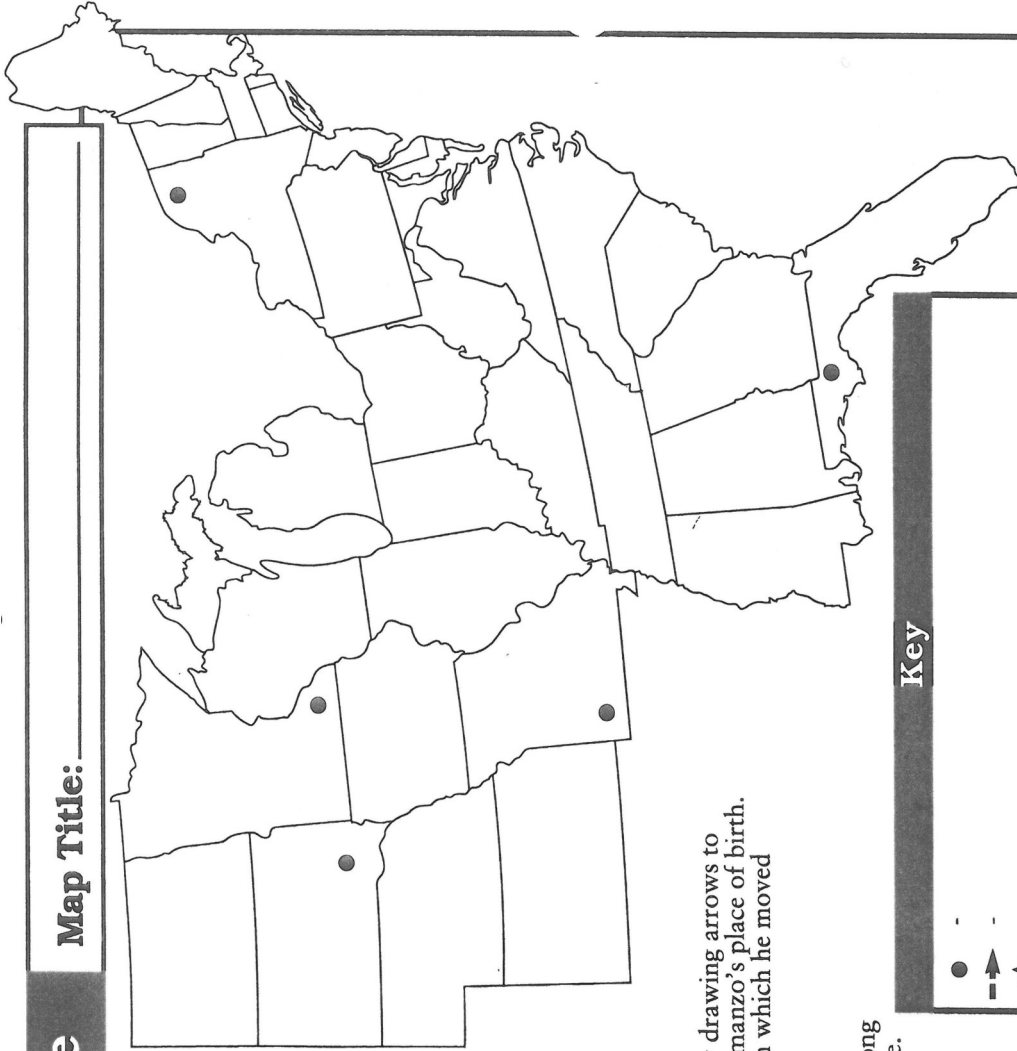 Map Title:
drawing arrows to
manzo's place of birth.
which he moved
Key